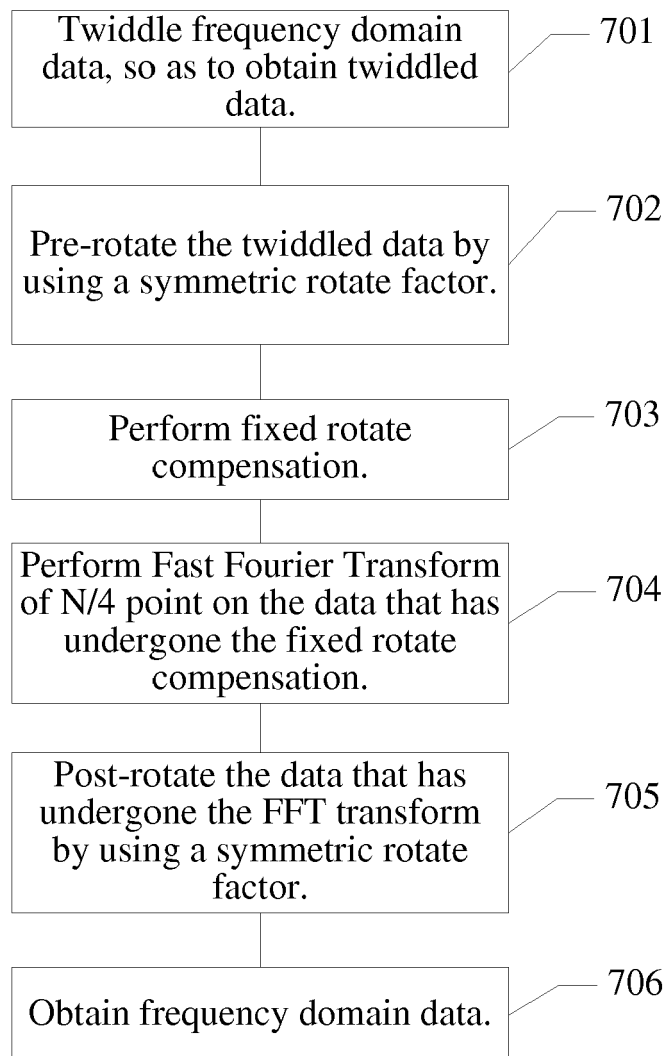 Twiddle frequency domain
data, so as to obtain twiddled
data.
701
Pre-rotate the twiddled data by
using a symmetric rotate factor.
702
Perform fixed rotate
compensation.
703
Perform Fast Fourier Transform
of N/4 point on the data that has
undergone the fixed rotate
compensation.
704
Post-rotate the data that has
undergone the FFT transform
by using a symmetric rotate
factor.
705
Obtain frequency domain data.
706